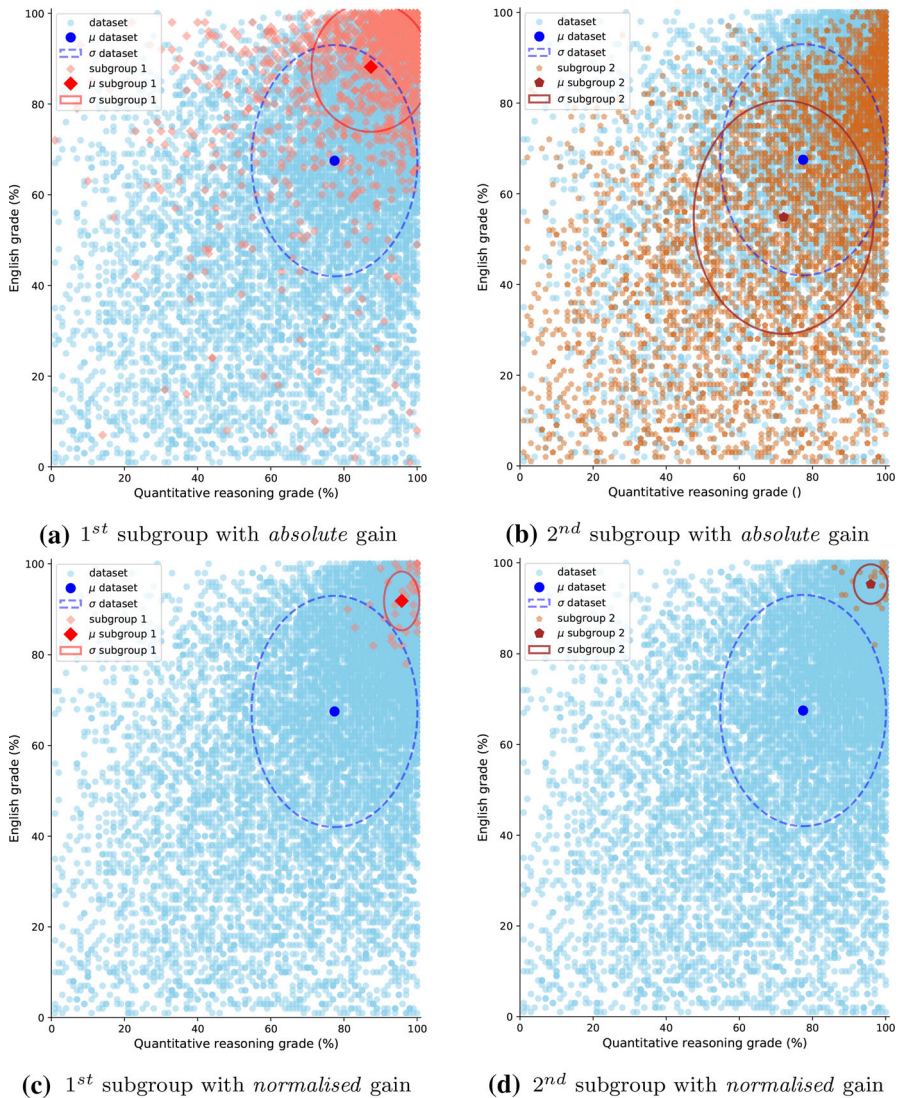 dataset
μ dataset
σ dataset
subgroup 1
μ subgroup 1
σ subgroup 1
100
80
60
40
20
0
English grade (%)
0 20 40 60 80 100
Quantitative reasoning grade (%)
(a) 1st subgroup with absolute gain
dataset
μ dataset
σ dataset
subgroup 2
μ subgroup 2
σ subgroup 2
100
80
60
40
20
0
English grade (%)
0 20 40 60 80 100
Quantitative reasoning grade ()
(b) 2nd subgroup with absolute gain
dataset
μ dataset
σ dataset
subgroup 1
μ subgroup 1
σ subgroup 1
100
80
60
40
20
0
English grade (%)
0 20 40 60 80 100
Quantitative reasoning grade (%)
(c) 1st subgroup with normalised gain
dataset
μ dataset
σ dataset
subgroup 2
μ subgroup 2
σ subgroup 2
100
80
60
40
20
0
English grade (%)
0 20 40 60 80 100
Quantitative reasoning grade (%)
(d) 2nd subgroup with normalised gain